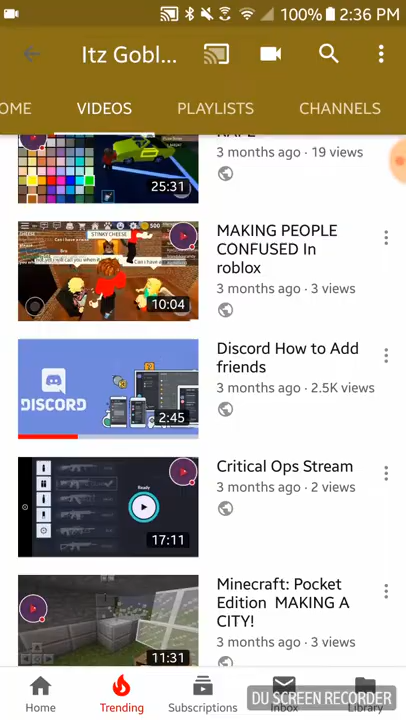 100% 2:36 PM
Itz Gobl...
OME VIDEOS PLAYLISTS CHANNELS
3 months ago · 19 views
25:31
STINKY CHEESE
500
MAKING PEOPLE
CONFUSED In
roblox
3 months ago · 3 views
10:04
Discord How to Add
friends
3 months ago · 2.5K views
DISCORD
2:45
Critical Ops Stream
3 months ago · 2 views
Ready
17:11
Minecraft: Pocket
Edition MAKING A
CITY!
3 months ago · 3 views
11:31
Home Trending Subscriptions Inbox Library
DU SCREEN RECORDER